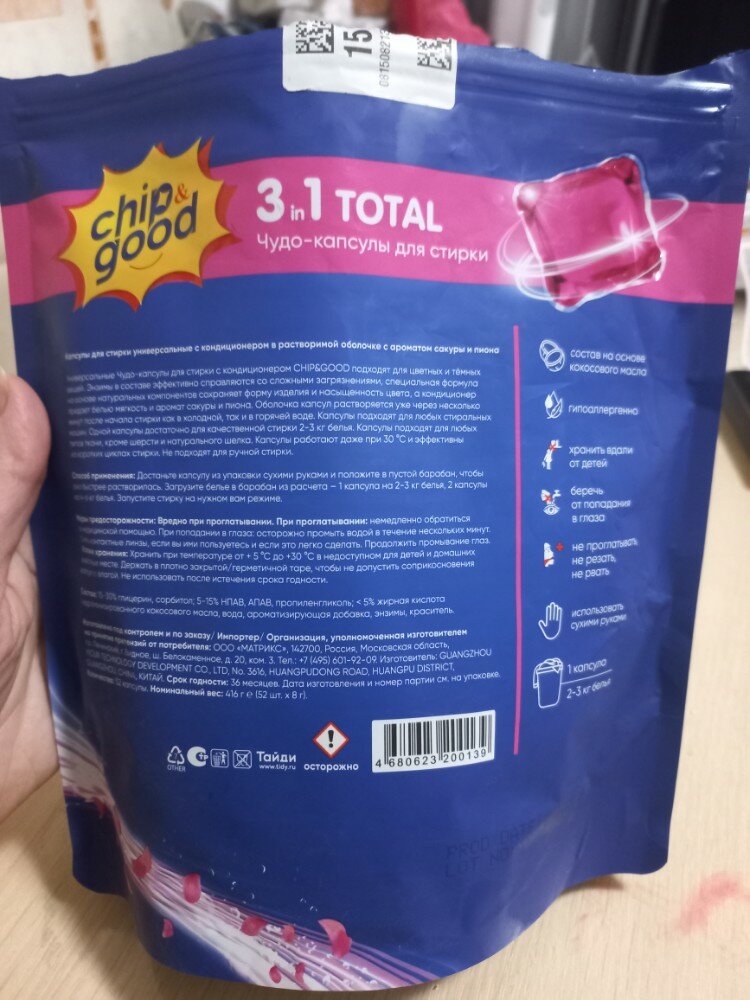 15
chip&
good
3 in 1 TOTAL
Чудо-капсулы для стирки
Капсулы для стирки универсальные с кондиционером в растворимой оболочке с ароматом сакуры и пиона
Универсальные Чудо-капсулы для стирки с кондиционером CHIP&GOOD подходят для цветных и тёмных
вещей. Энзимы в составе эффективно справляются со сложными загрязнениями, специальная формула
на основе натуральных компонентов сохраняет форму изделия и насыщенность цвета, а кондиционер
придает белью мягкость и аромат сакуры и пиона. Оболочка капсул растворяется уже через несколько
минут после начала стирки как в холодной, так и в горячей воде. Капсулы подходят для любых стиральных
машин. Одной капсулы достаточно для качественной стирки 2-3 кг белья. Капсулы подходят для любых
типов ткани, кроме шерсти и натурального шелка. Капсулы работают даже при 30 °C и эффективны
коротких циклах стирки. Не подходят для ручной стирки.
Способ применения: Достаньте капсулу из упаковки сухими руками и положите в пустой барабан, чтобы
она быстрее растворилась. Загрузите белье в барабан из расчета – 1 капсула на 2-3 кг белья, 2 капсулы
белья. Запустите стирку на нужном вам режиме.
Меры предосторожности: Вредно при проглатывании. При проглатывании: немедленно обратиться
за медицинской помощью. При попадании в глаза: осторожно промыть водой в течение нескольких минут.
контактные линзы, если вы ими пользуетесь и если это легко сделать. Продолжить промывание глаз.
Условия хранения: Хранить при температуре от + 5 °C до +30 °C в недоступном для детей и домашних
животных месте. Держать в плотно закрытой/герметичной таре, чтобы не допустить соприкосновения
с влагой. Не использовать после истечения срока годности.
Состав: 15-30% глицерин, сорбитол; 5-15% НПАВ, АПАВ, пропиленгликоль; < 5% жирная кислота
гидрогенизированного кокосового масла, вода, ароматизирующая добавка, энзимы, краситель.
Изготовлено под контролем и по заказу/ Импортер/ Организация, уполномоченная изготовителем
на принятие претензий от потребителя: ООО «МАТРИКС», 142700, Россия, Московская область,
г. Видное, ш. Белокаменное, д. 20, ком. 3. Тел.: +7 (495) 601-92-09. Изготовитель: GUANGZHOU
TECHNOLOGY DEVELOPMENT CO., LTD, No. 3616, HUANGPUDONG ROAD, HUANGPU DISTRICT,
GUANGZHOU, CHINA, КИТАЙ. Срок годности: 36 месяцев. Дата изготовления и номер партии см. на упаковке.
Количество: 52 капсулы. Номинальный вес: 416 г (52 шт. х 8 г).
состав на основе
кокосового масла
гипоаллергенно
хранить вдали
от детей
беречь
от попадания
в глаза
не проглатывать,
не резать,
не рвать
использовать
сухими руками
1 капсула
2-3 кг белья
OTHER
Тайди
www.tidy.ru
осторожно
4 680623 200139
PROD DATE
LOT NO